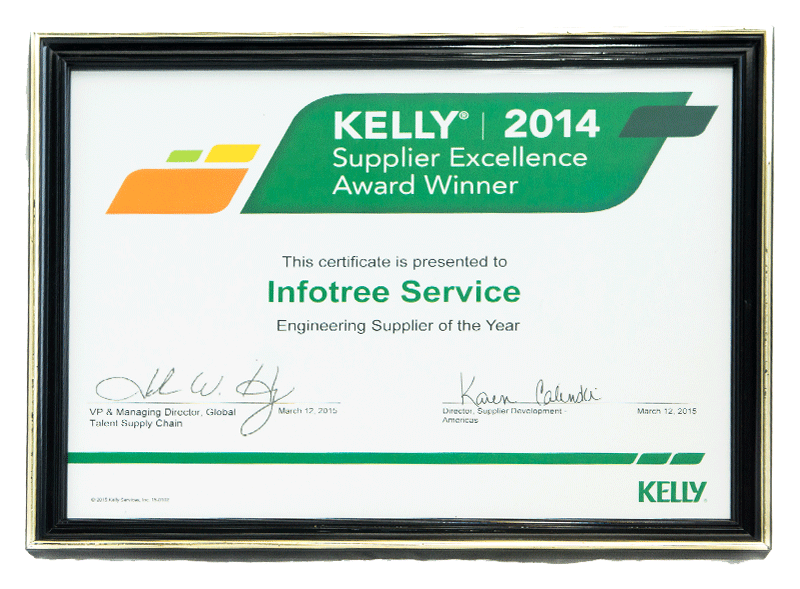 KELLY® | 2014
Supplier Excellence
Award Winner
This certificate is presented to
Infotree Service
Engineering Supplier of the Year
VP & Managing Director, Global
Talent Supply Chain
March 12, 2015
Karen Calinski
Director, Supplier Development -
Americas
March 12, 2015
© 2015 Kelly Services, Inc.
KELLY